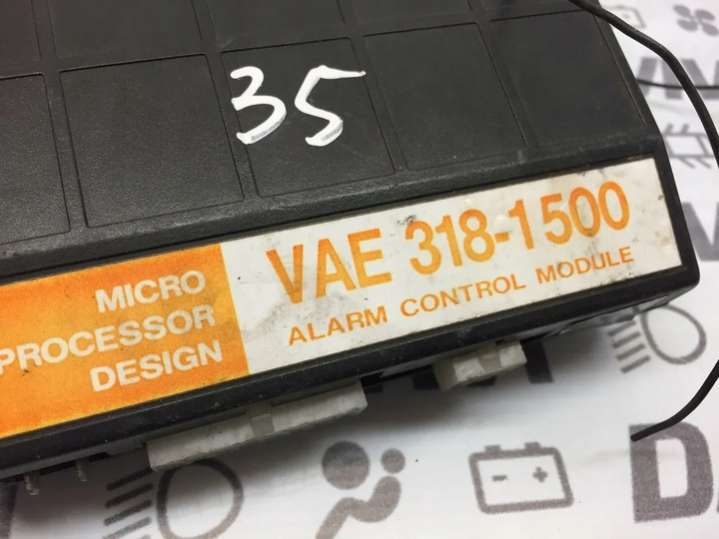 35
MICRO
PROCESSOR
DESIGN
VAE 318-1500
ALARM CONTROL MODULE